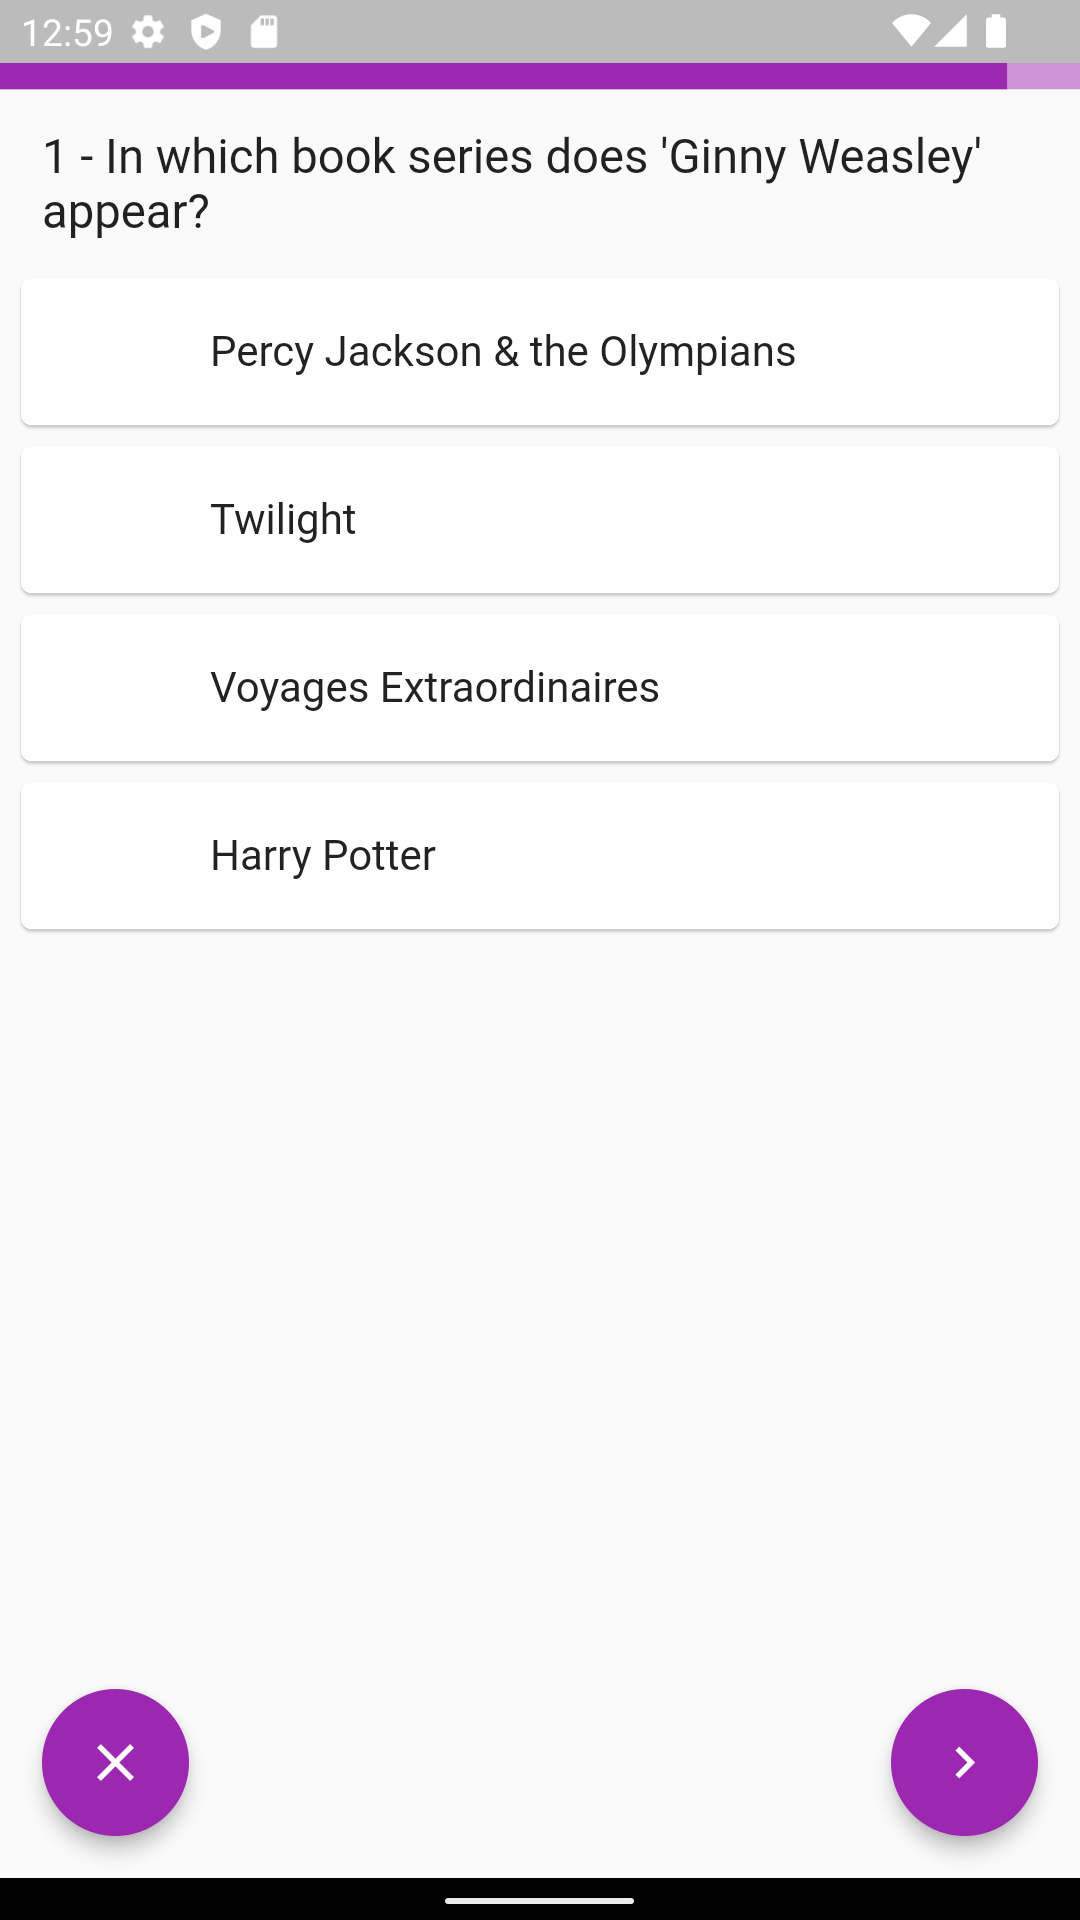 12:59
1 - In which book series does 'Ginny Weasley'
appear?
Percy Jackson & the Olympians
Twilight
Voyages Extraordinaires
Harry Potter